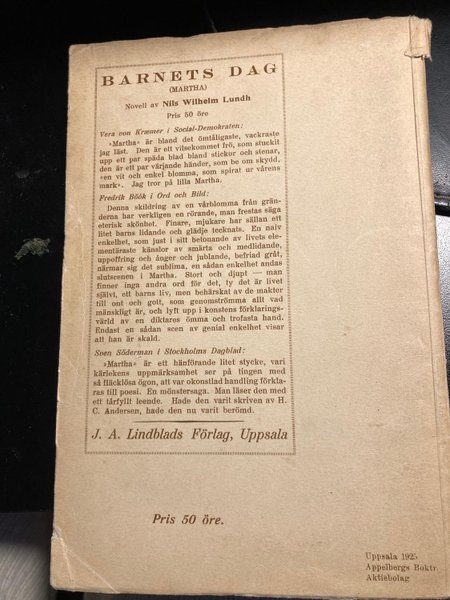 BARNETS DAG
(MARTHA)
Novell av Nils Wilhelm Lundh
Pris 50 öre
Vera von Kræmer i Social-Demokraten:
»Martha» är bland det ömtåligaste, vackraste
jag läst. Den är ett vilsekommet frö, som stuckit
upp ett par späda blad bland stickor och stenar,
den är ett par värjande händer, som be om skydd,
»en vit och enkel blomma, som spirat ur vårens
mark». Jag tror på lilla Martha.
Fredrik Böök i Ord och Bild:
Denna skildring av en vårblomma från grän-
derna har verkligen en rörande, man frestas säga
eterisk skönhet. Finare, mjukare har sällan ett
litet barns lidande och glädje tecknats. En naiv
enkelhet, som just i sitt betonande av livets ele-
mentäraste känslor av smärta och medlidande,
uppoffring och ånger och jublande, befriad gråt,
närmar sig det sublima, en sådan enkelhet andas
slutscenen i Martha. Stort och djupt — man
finner inga andra ord för det, ty det är livet
självt, ett barns liv, men behärskat av de makter
till ont och gott, som genomströmma allt vad
mänskligt är, och lyft upp i konstens förklarings-
värld av en diktares ömma och trofasta hand.
Endast en sådan scen av genial enkelhet visar
att han är skald.
Sven Söderman i Stockholms Dagblad:
»Martha» är ett hänförande litet stycke, vari
kärlekens uppmärksamhet ser på tingen med
så fläcklösa ögon, att var okonstlad handling förkla-
ras till poesi. En mönstersaga. Man läser den med
ett tårfyllt leende. Hade den varit skriven av H.
C. Andersen, hade den nu varit berömd.
J. A. Lindblads Förlag, Uppsala
Pris 50 öre.
Uppsala 1925
Appelbergs Boktr.
Aktiebolag